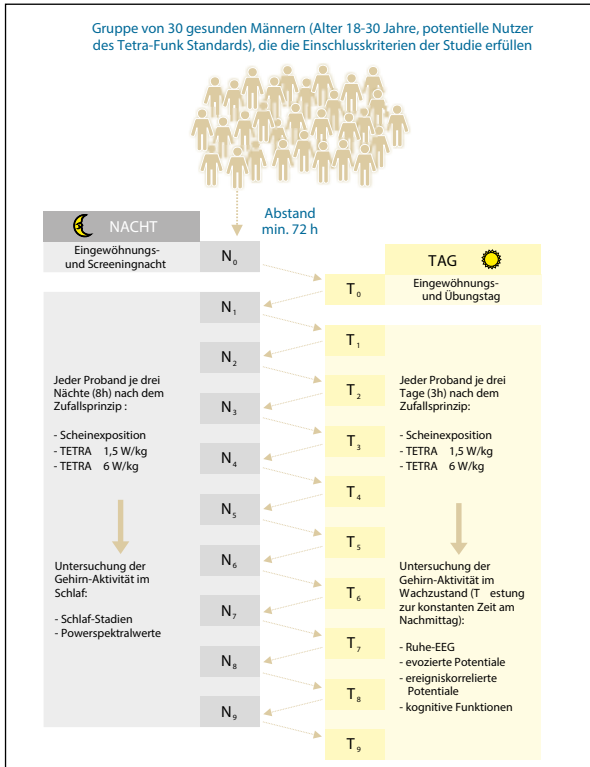 Gruppe von 30 gesunden Männern (Alter 18-30 Jahre, potentielle Nutzer
des Tetra-Funk Standards), die die Einschlusskriterien der Studie erfüllen
Abstand
min. 72 h
NACHT
Eingewöhnungs-
und Screeningnacht
N₀
TAG
Eingewöhnungs-
und Übungstag
T₀
N₁
T₁
N₂
T₂
N₃
T₃
N₄
T₄
N₅
T₅
N₆
T₆
N₇
T₇
N₈
T₈
N₉
T₉
Jeder Proband je drei
Nächte (8h) nach dem
Zufallsprinzip :
- Scheinexposition
- TETRA 1,5 W/kg
- TETRA 6 W/kg
Untersuchung der
Gehirn-Aktivität im
Schlaf:
- Schlaf-Stadien
- Powerspektralwerte
Jeder Proband je drei
Tage (3h) nach dem
Zufallsprinzip:
- Scheinexposition
- TETRA 1,5 W/kg
- TETRA 6 W/kg
Untersuchung der
Gehirn-Aktivität im
Wachzustand (T estung
zur konstanten Zeit am
Nachmittag):
- Ruhe-EEG
- evozierte Potentiale
- ereigniskorrelierte
Potentiale
- kognitive Funktionen